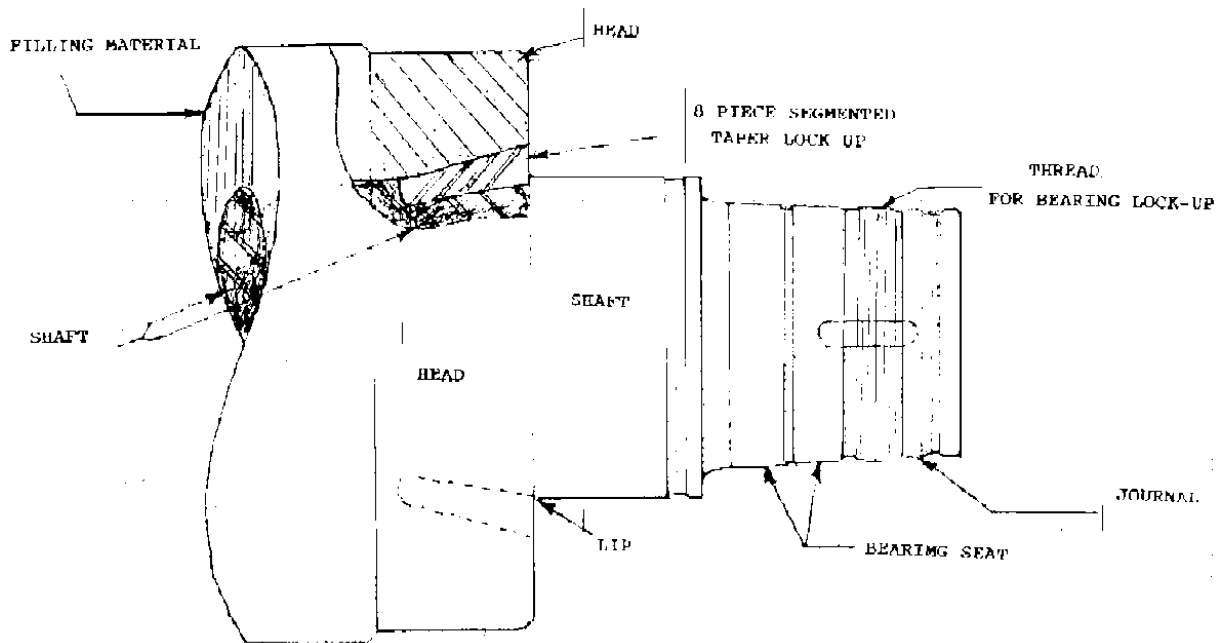 FILLING MATERIAL
HEAD
8 PIECE SEGMENTED
TAPER LOCK UP
THREAD
FOR BEARING LOCK-UP
SHAFT
SHAFT
HEAD
JOURNAL
LIP
BEARIMG SEAT